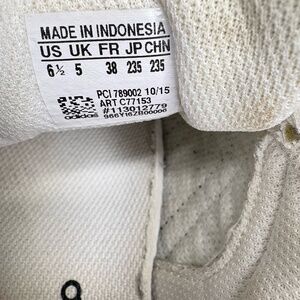 MADE IN INDONESIA
US UK FR JP CHN
6½ 5 38 235 235
PCI 789002 10/15
ART C77153
#113012779
adidas 966Y16ZB00006